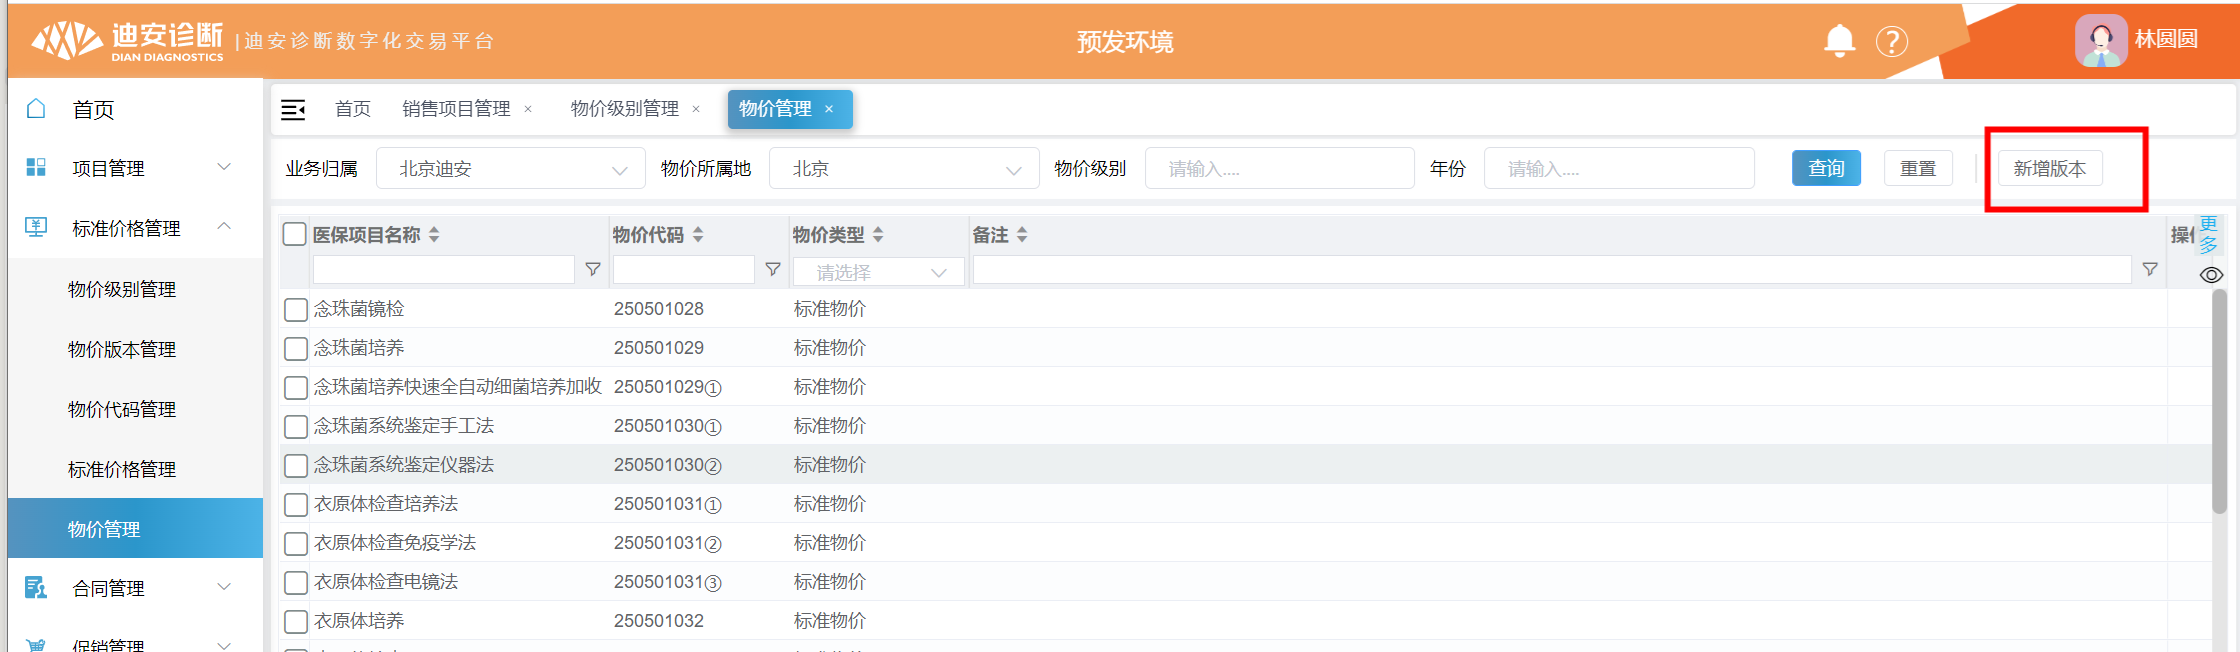 迪安诊断 DIAN DIAGNOSTICS |迪安诊断数字化交易平台 预发环境 ? 林圆圆
首页
项目管理
标准价格管理
物价级别管理
物价版本管理
物价代码管理
标准价格管理
物价管理
合同管理
促销管理
首页 销售项目管理 × 物价级别管理 × 物价管理 ×
业务归属 北京迪安 物价所属地 北京 物价级别 请输入.... 年份 请输入.... 查询 重置 新增版本
医保项目名称 物价代码 物价类型 备注 更多
请选择
念珠菌镜检 250501028 标准物价
念珠菌培养 250501029 标准物价
念珠菌培养快速全自动细菌培养加收 250501029① 标准物价
念珠菌系统鉴定手工法 250501030① 标准物价
念珠菌系统鉴定仪器法 250501030② 标准物价
衣原体检查培养法 250501031① 标准物价
衣原体检查免疫学法 250501031② 标准物价
衣原体检查电镜法 250501031③ 标准物价
衣原体培养 250501032 标准物价